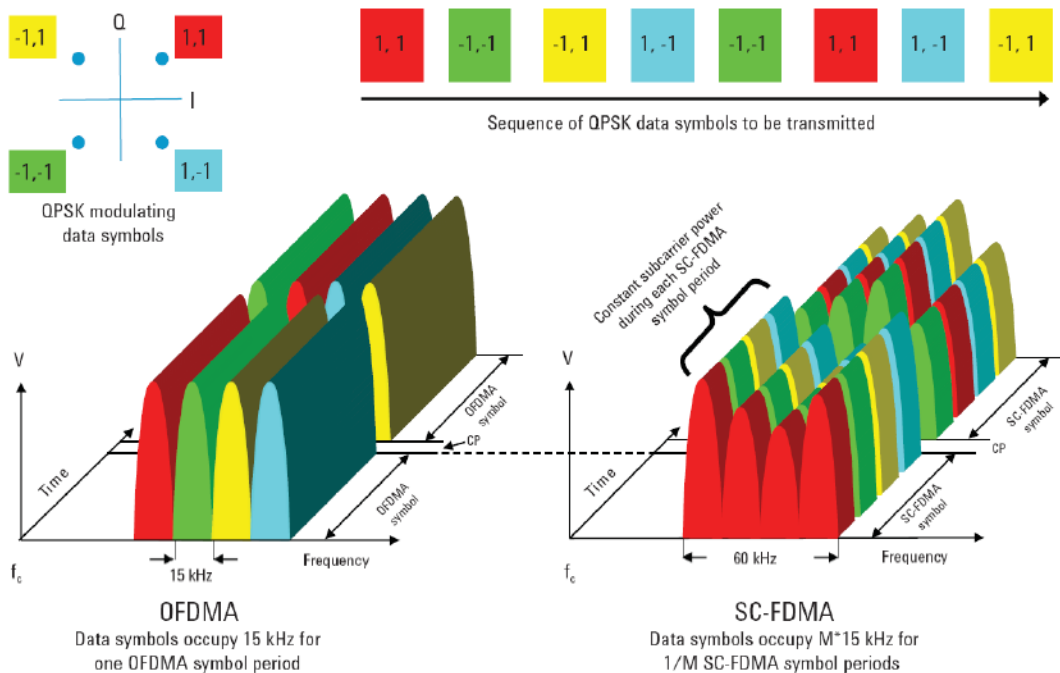 -1,1
Q
1,1
I
-1,-1
1,-1
QPSK modulating
data symbols
1, 1
-1,-1
-1, 1
1, -1
-1,-1
1, 1
1, -1
-1, 1
Sequence of QPSK data symbols to be transmitted
V
Time
OFDMA
symbol
CP
OFDMA
symbol
15 kHz
Frequency
fc
OFDMA
Data symbols occupy 15 kHz for
one OFDMA symbol period
Constant subcarrier power
during each SC-FDMA
symbol period
V
Time
SC-FDMA
symbol
CP
SC-FDMA
symbol
60 kHz
Frequency
fc
SC-FDMA
Data symbols occupy M*15 kHz for
1/M SC-FDMA symbol periods